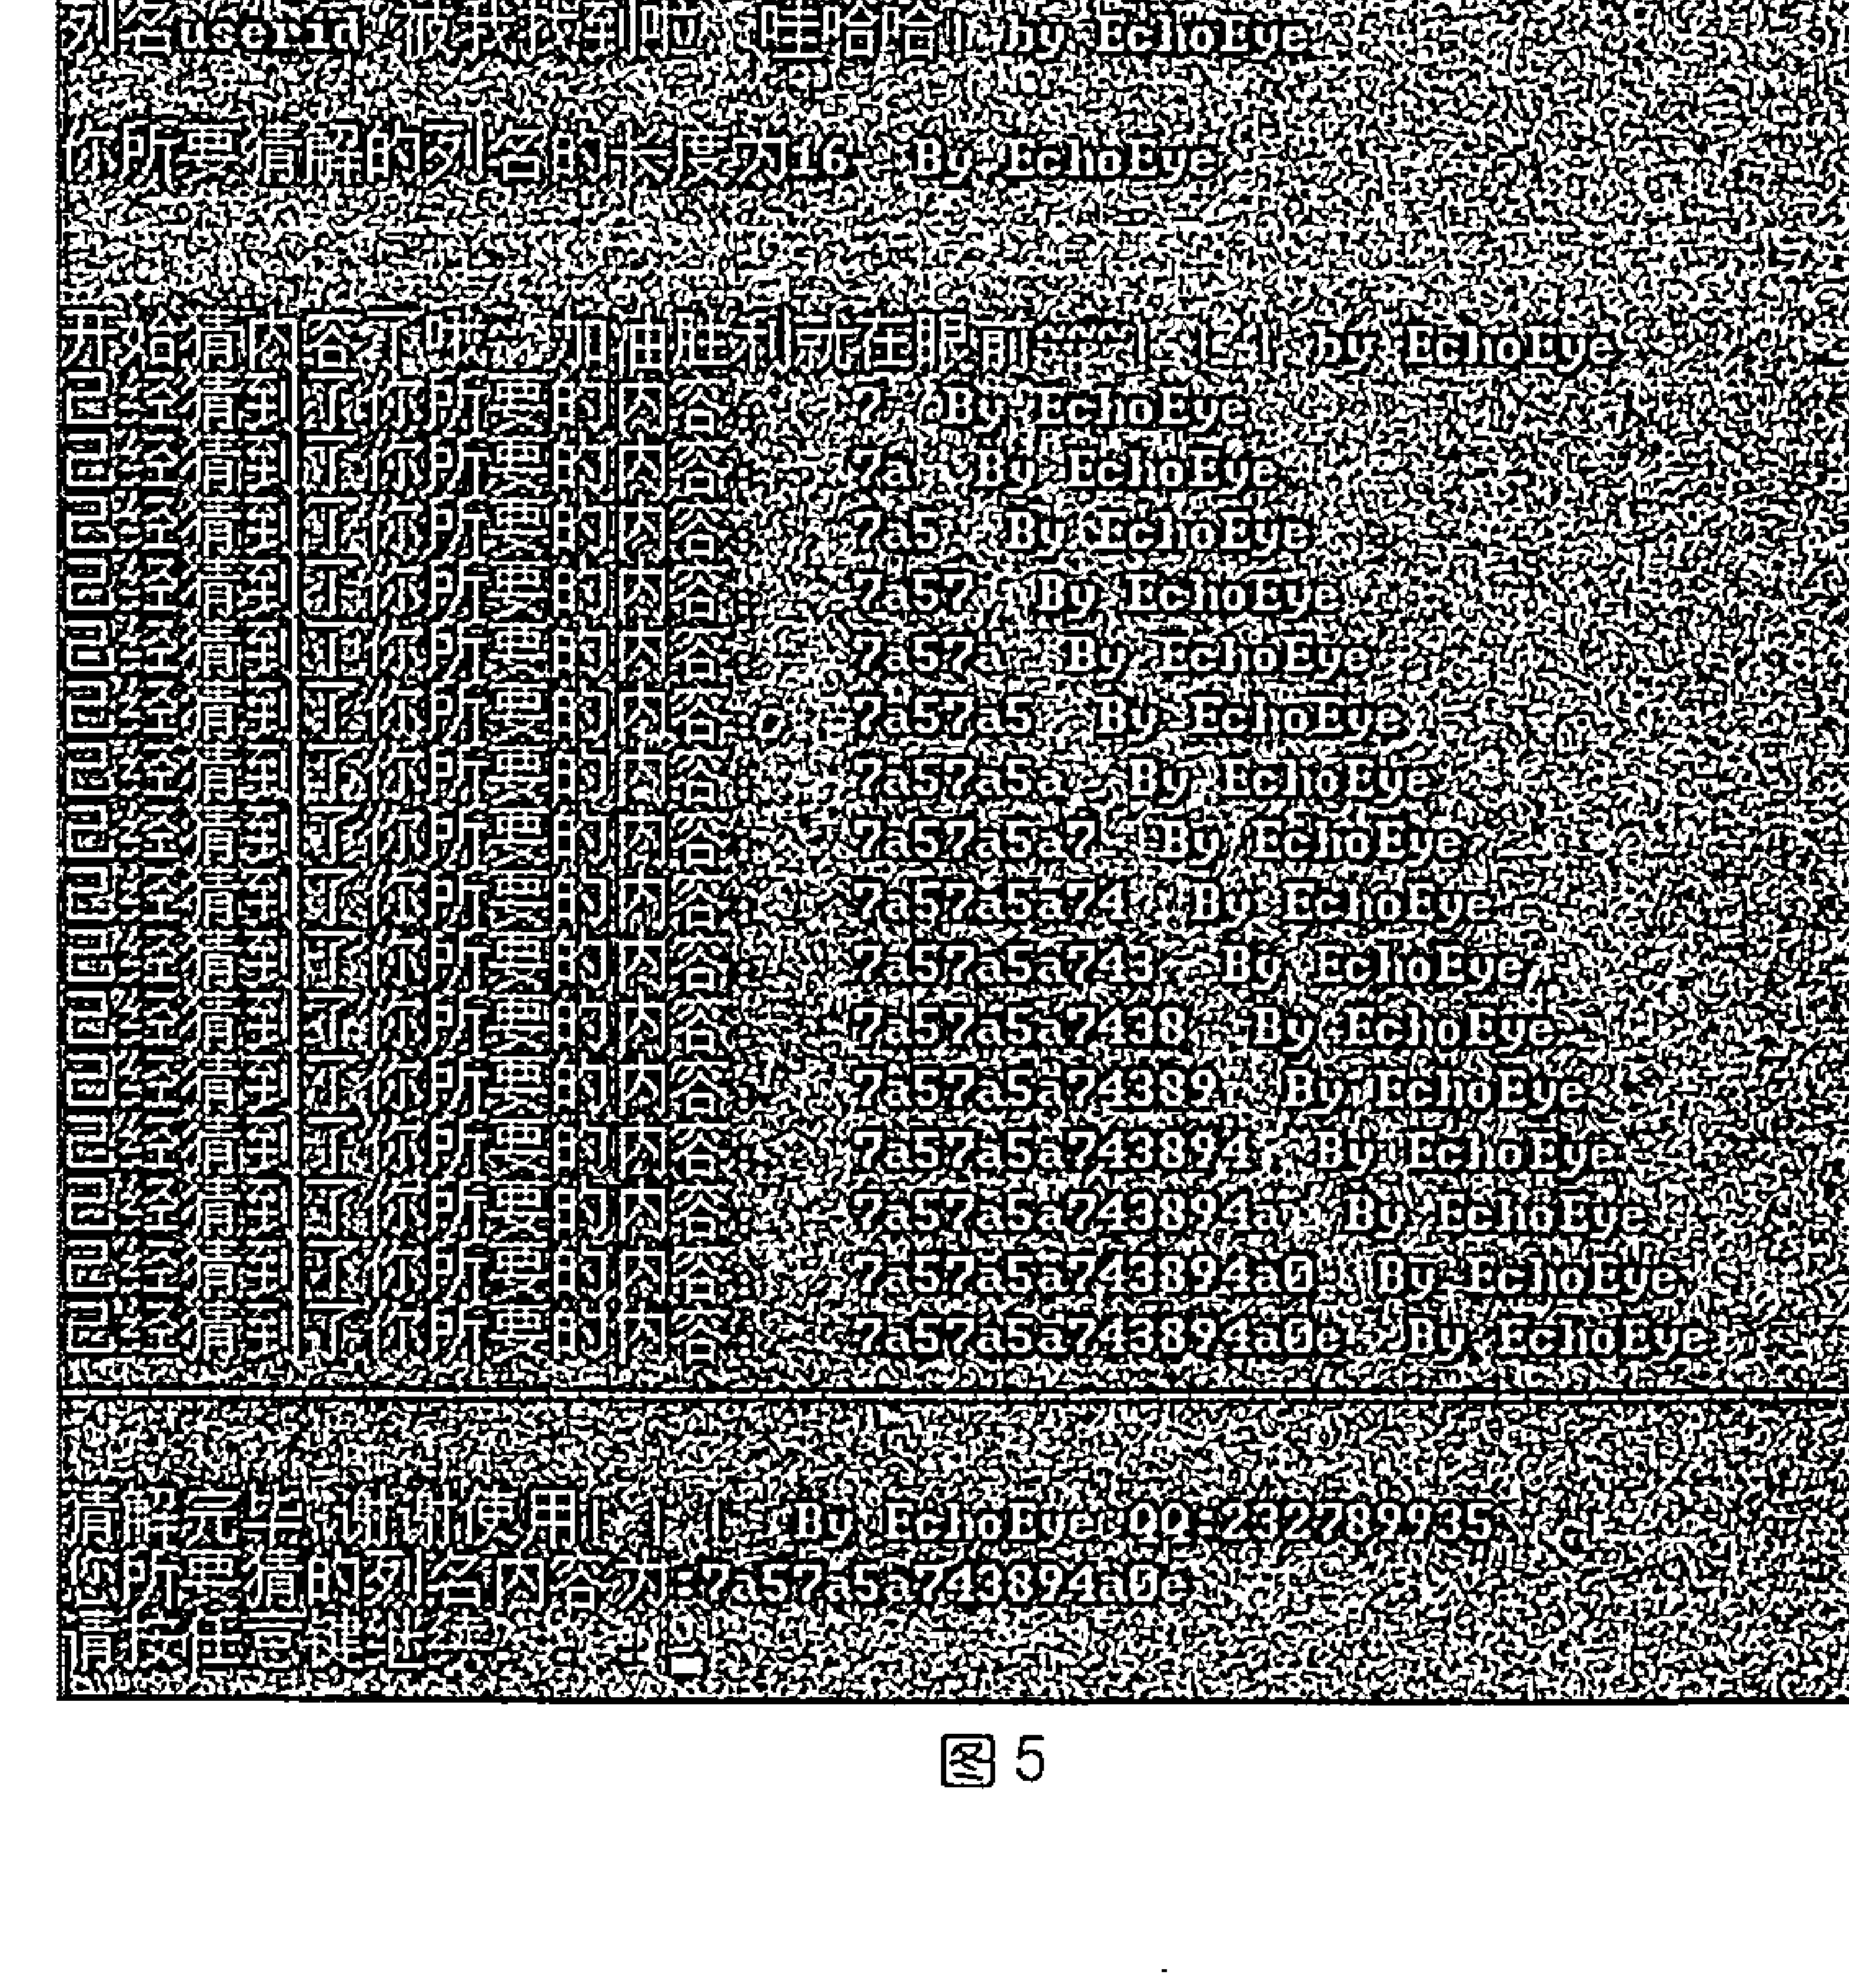 列名userid 被我找到啦 哇哈哈! by EchoEye
你所要猜解的列名的长度为16 By EchoEye
开始猜内容了哦~~加油胜利就在眼前~~~ by EchoEye
已经猜到了你所要的内容: 7 By EchoEye
已经猜到了你所要的内容: 7a By EchoEye
已经猜到了你所要的内容: 7a5 By EchoEye
已经猜到了你所要的内容: 7a57 By EchoEye
已经猜到了你所要的内容: 7a57a By EchoEye
已经猜到了你所要的内容: 7a57a5 By EchoEye
已经猜到了你所要的内容: 7a57a5a By EchoEye
已经猜到了你所要的内容: 7a57a5a7 By EchoEye
已经猜到了你所要的内容: 7a57a5a74 By EchoEye
已经猜到了你所要的内容: 7a57a5a743 By EchoEye
已经猜到了你所要的内容: 7a57a5a7438 By EchoEye
已经猜到了你所要的内容: 7a57a5a74389 By EchoEye
已经猜到了你所要的内容: 7a57a5a743894 By EchoEye
已经猜到了你所要的内容: 7a57a5a743894a By EchoEye
已经猜到了你所要的内容: 7a57a5a743894a0 By EchoEye
已经猜到了你所要的内容: 7a57a5a743894a0e By EchoEye
猜解完毕 谢谢使用 By EchoEye QQ:232789935
你所要猜的列名内容为:7a57a5a743894a0e
请按任意键继续. . .
图 5